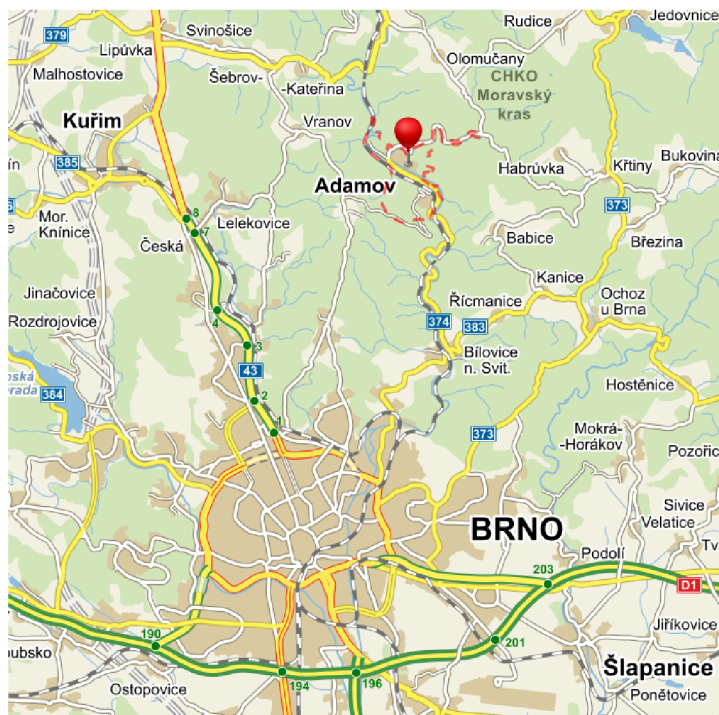 379
Svinošice
Rudice
Jedovnice
Lipůvka
Olomučany
Malhostovice
Šebrov-
-Kateřina
CHKO
Moravský
kras
Kuřim
Vranov
385
Habrůvka
Křtiny
Bukovina
Adamov
373
Mor.
Knínice
8
Lelekovice
7
Česká
Babice
Březina
Kanice
Jinačovice
Řícmanice
Ochoz
u Brna
4
374
383
Rozdrojovice
3
Bílovice
n. Svit.
43
384
Hostěnice
2
1
373
Mokrá-
-Horákov
Pozořic
BRNO
Sivice
Velatice
Tv
Podolí
203
D1
190
201
Jiříkovice
oubsko
Šlapanice
Ostopovice
194
196
Ponětovice